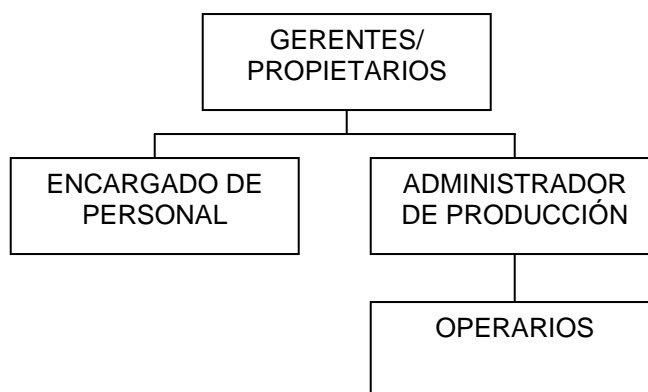 GERENTES/
PROPIETARIOS
ENCARGADO DE
PERSONAL
ADMINISTRADOR
DE PRODUCCIÓN
OPERARIOS